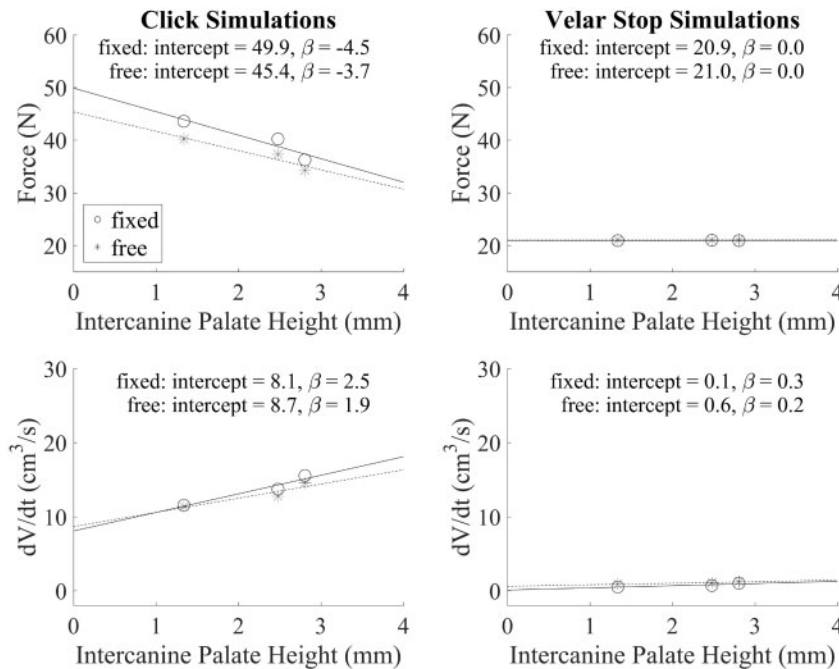 Click Simulations
fixed: intercept = 49.9, β = -4.5
free: intercept = 45.4, β = -3.7
60
50
40
30
20
Force (N)
fixed
free
0 1 2 3 4
Intercanine Palate Height (mm)
Velar Stop Simulations
fixed: intercept = 20.9, β = 0.0
free: intercept = 21.0, β = 0.0
60
50
40
30
20
Force (N)
0 1 2 3 4
Intercanine Palate Height (mm)
fixed: intercept = 8.1, β = 2.5
free: intercept = 8.7, β = 1.9
30
20
10
0
dV/dt (cm³/s)
0 1 2 3 4
Intercanine Palate Height (mm)
fixed: intercept = 0.1, β = 0.3
free: intercept = 0.6, β = 0.2
30
20
10
0
dV/dt (cm³/s)
0 1 2 3 4
Intercanine Palate Height (mm)